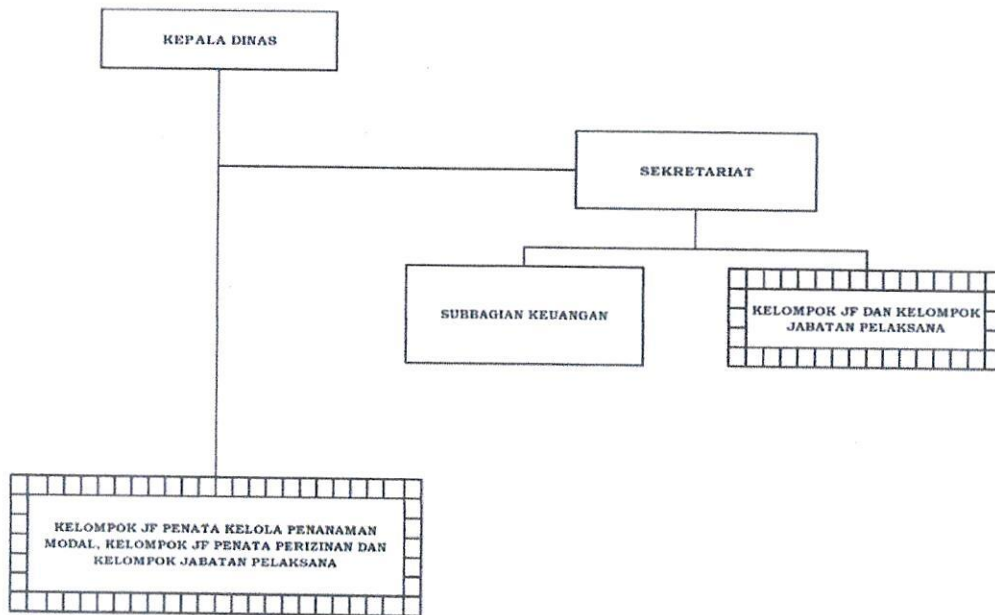 KEPALA DINAS
SEKRETARIAT
SUBBAGIAN KEUANGAN
KELOMPOK JF DAN KELOMPOK
JABATAN PELAKSANA
KELOMPOK JF PENATA KELOLA PENANAMAN
MODAL, KELOMPOK JF PENATA PERIZINAN DAN
KELOMPOK JABATAN PELAKSANA